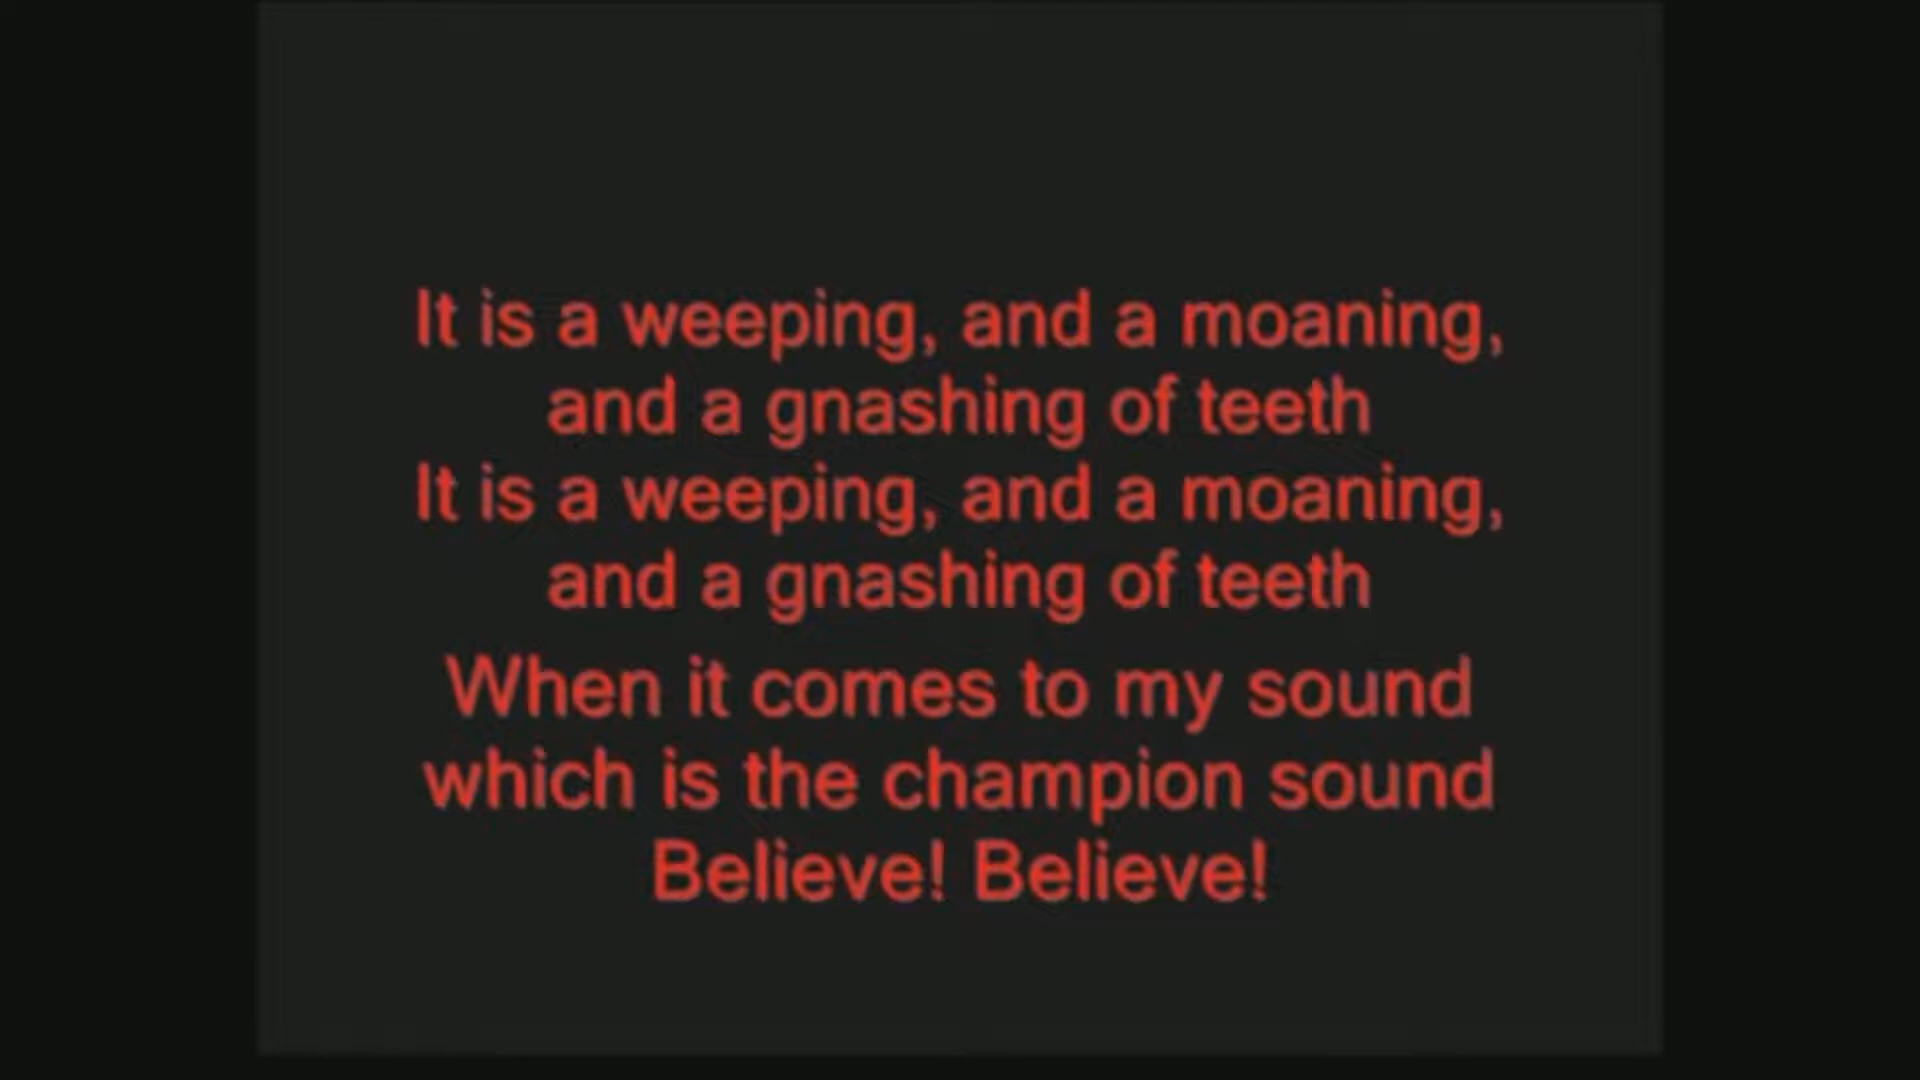 It is a weeping, and a moaning,
and a gnashing of teeth
It is a weeping, and a moaning,
and a gnashing of teeth
When it comes to my sound
which is the champion sound
Believe! Believe!